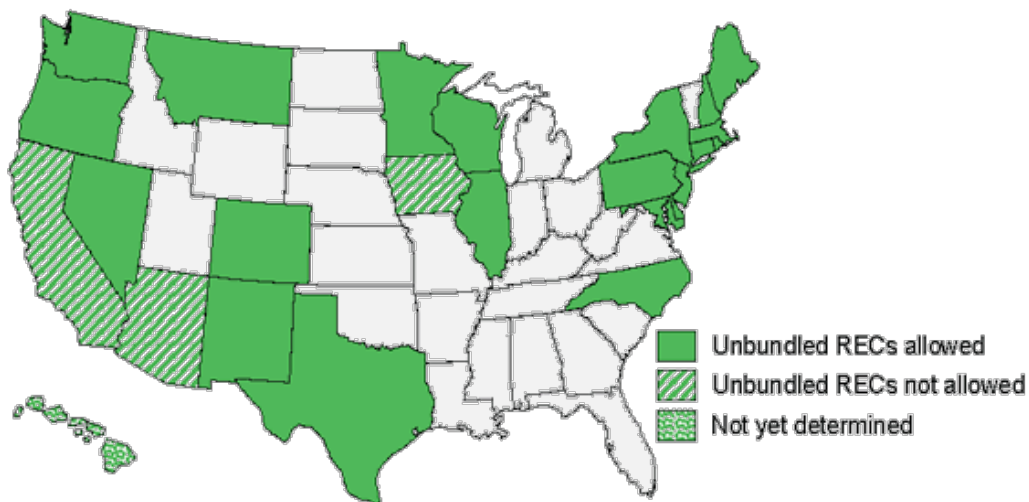 Unbundled RECs allowed
Unbundled RECs not allowed
Not yet determined